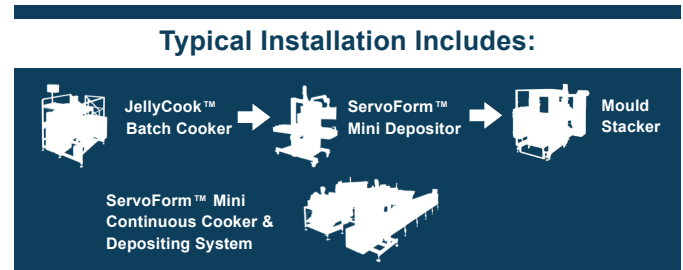 Typical Installation Includes:
JellyCook™
Batch Cooker
ServoForm™
Mini Depositor
Mould
Stacker
ServoForm™ Mini
Continuous Cooker &
Depositing System